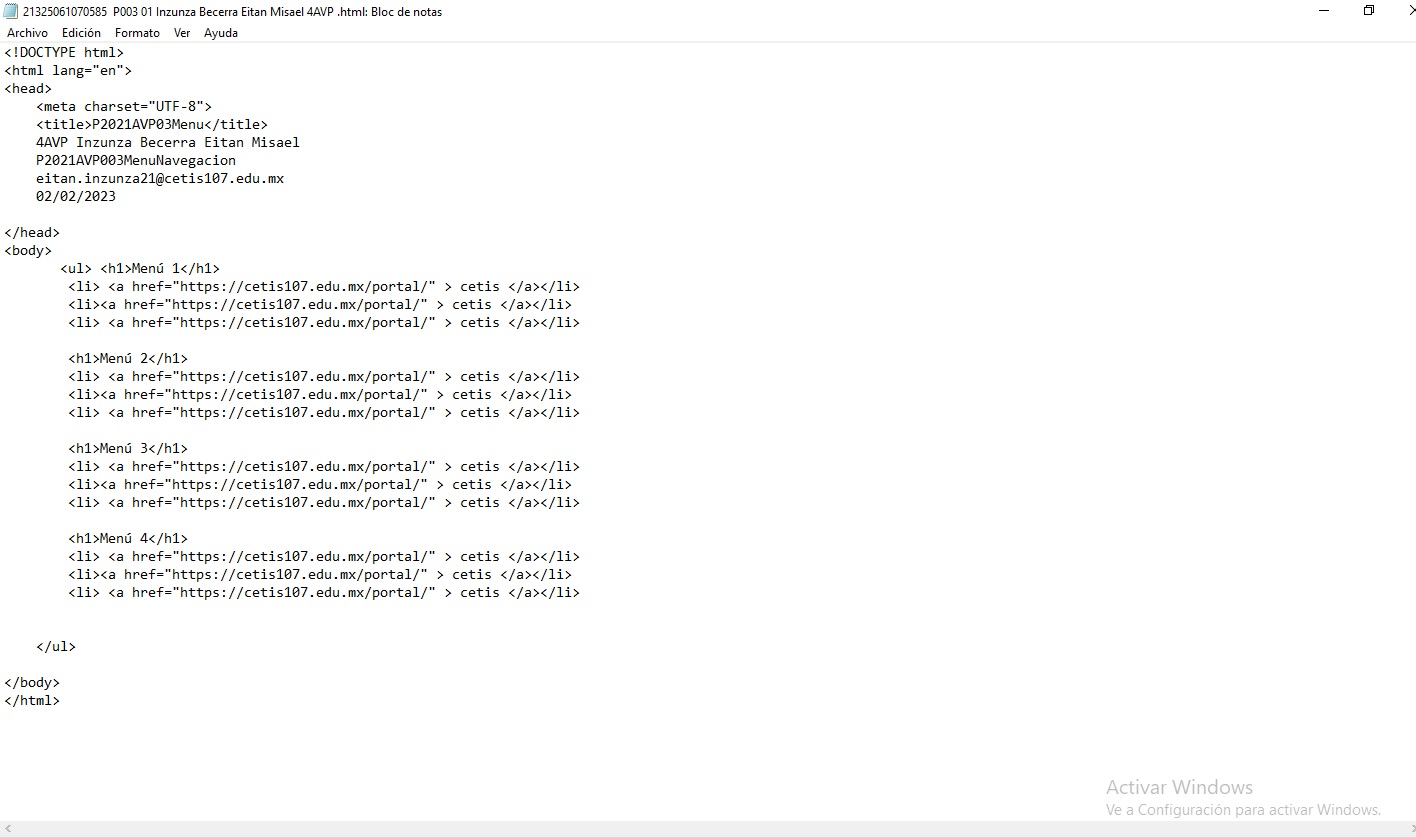 21325061070585 P003 01 Inzunza Becerra Eitan Misael 4AVP .html: Bloc de notas
Archivo Edición Formato Ver Ayuda
<!DOCTYPE html>
<html lang="en">
<head>
    <meta charset="UTF-8">
    <title>P2021AVP03Menu</title>
    4AVP Inzunza Becerra Eitan Misael
    P2021AVP003MenuNavegacion
    eitan.inzunza21@cetis107.edu.mx
    02/02/2023

</head>
<body>
       <ul> <h1>Menú 1</h1>
        <li> <a href="https://cetis107.edu.mx/portal/" > cetis </a></li>
        <li><a href="https://cetis107.edu.mx/portal/" > cetis </a></li>
        <li> <a href="https://cetis107.edu.mx/portal/" > cetis </a></li>

        <h1>Menú 2</h1>
        <li> <a href="https://cetis107.edu.mx/portal/" > cetis </a></li>
        <li><a href="https://cetis107.edu.mx/portal/" > cetis </a></li>
        <li> <a href="https://cetis107.edu.mx/portal/" > cetis </a></li>

        <h1>Menú 3</h1>
        <li> <a href="https://cetis107.edu.mx/portal/" > cetis </a></li>
        <li><a href="https://cetis107.edu.mx/portal/" > cetis </a></li>
        <li> <a href="https://cetis107.edu.mx/portal/" > cetis </a></li>

        <h1>Menú 4</h1>
        <li> <a href="https://cetis107.edu.mx/portal/" > cetis </a></li>
        <li><a href="https://cetis107.edu.mx/portal/" > cetis </a></li>
        <li> <a href="https://cetis107.edu.mx/portal/" > cetis </a></li>

    </ul>

</body>
</html>
Activar Windows
Ve a Configuración para activar Windows.